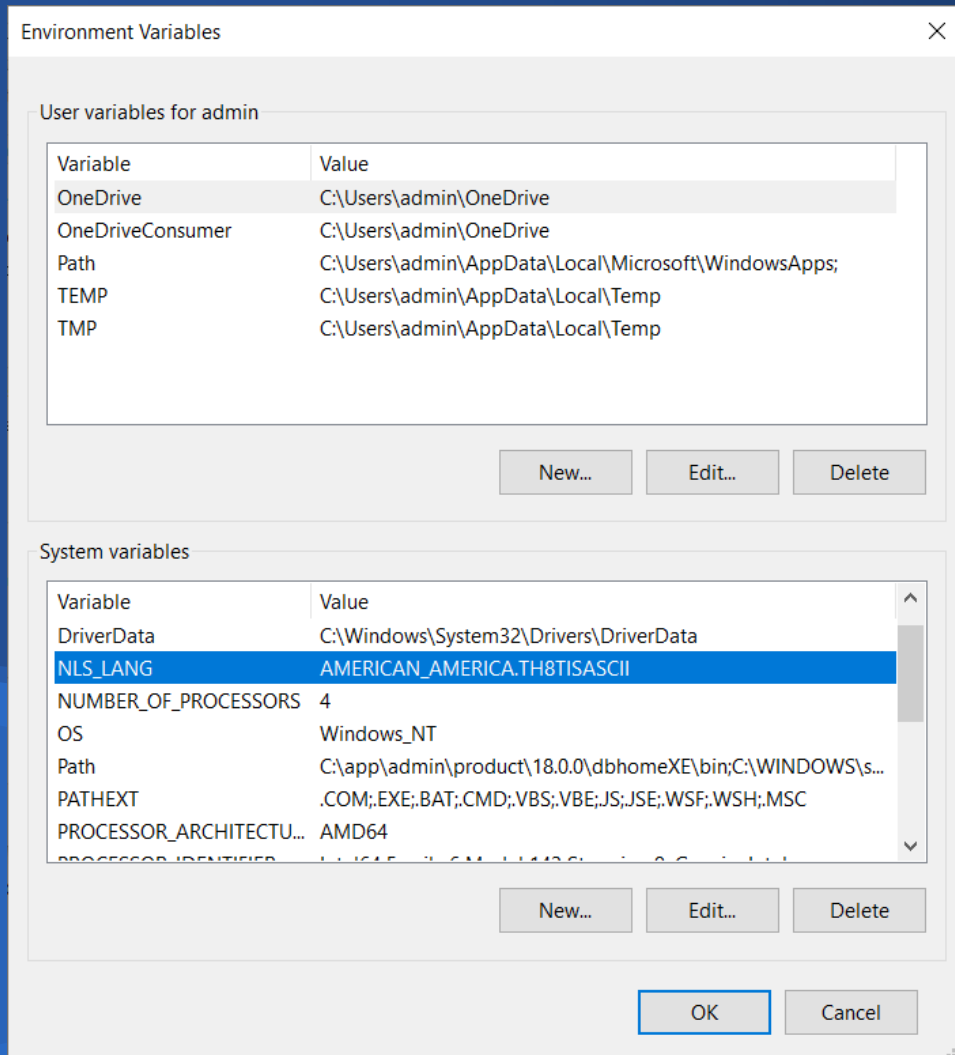 Environment Variables
User variables for admin
Variable Value
OneDrive C:\Users\admin\OneDrive
OneDriveConsumer C:\Users\admin\OneDrive
Path C:\Users\admin\AppData\Local\Microsoft\WindowsApps;
TEMP C:\Users\admin\AppData\Local\Temp
TMP C:\Users\admin\AppData\Local\Temp
New... Edit... Delete
System variables
Variable Value
DriverData C:\Windows\System32\Drivers\DriverData
NLS_LANG AMERICAN_AMERICA.TH8TISASCII
NUMBER_OF_PROCESSORS 4
OS Windows_NT
Path C:\app\admin\product\18.0.0\dbhomeXE\bin;C:\WINDOWS\s...
PATHEXT .COM;.EXE;.BAT;.CMD;.VBS;.VBE;.JS;.JSE;.WSF;.WSH;.MSC
PROCESSOR_ARCHITECTU... AMD64
PROCESSOR_IDENTIFIER
New... Edit... Delete
OK Cancel